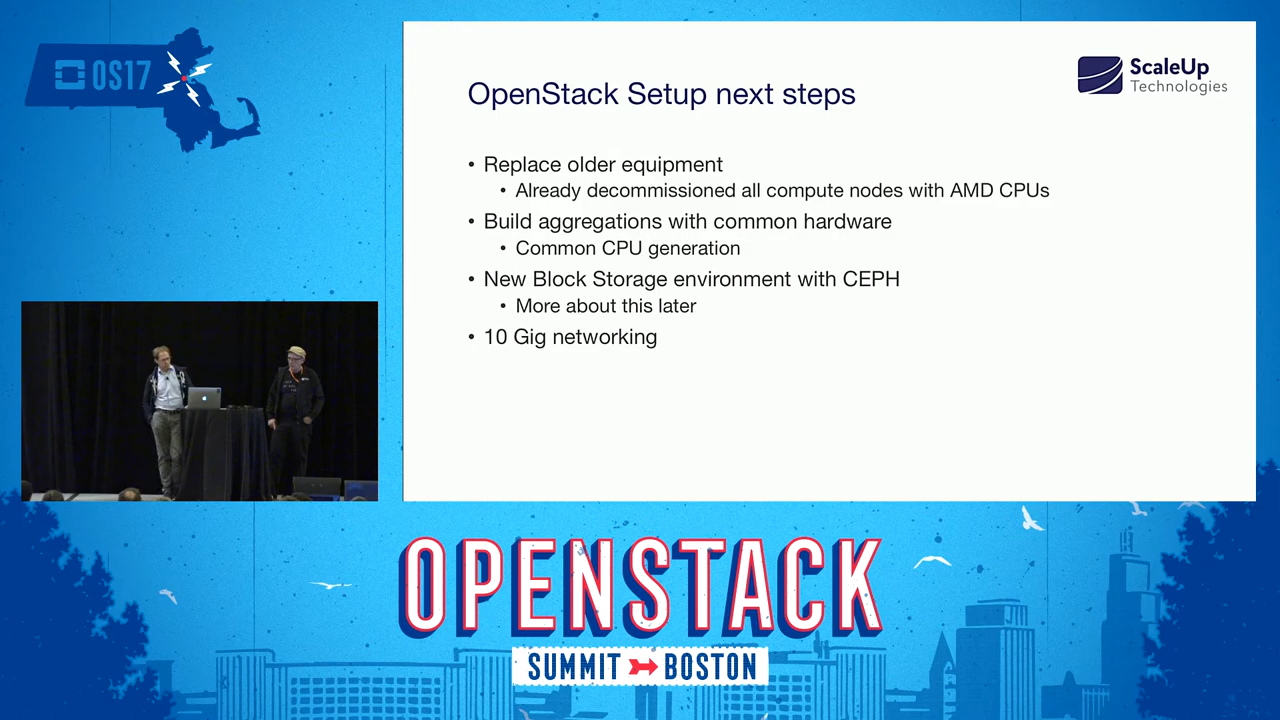 OS17
OpenStack Setup next steps
ScaleUp
Technologies
• Replace older equipment
• Already decommissioned all compute nodes with AMD CPUs
• Build aggregations with common hardware
• Common CPU generation
• New Block Storage environment with CEPH
• More about this later
• 10 Gig networking
OPENSTACK
SUMMIT BOSTON